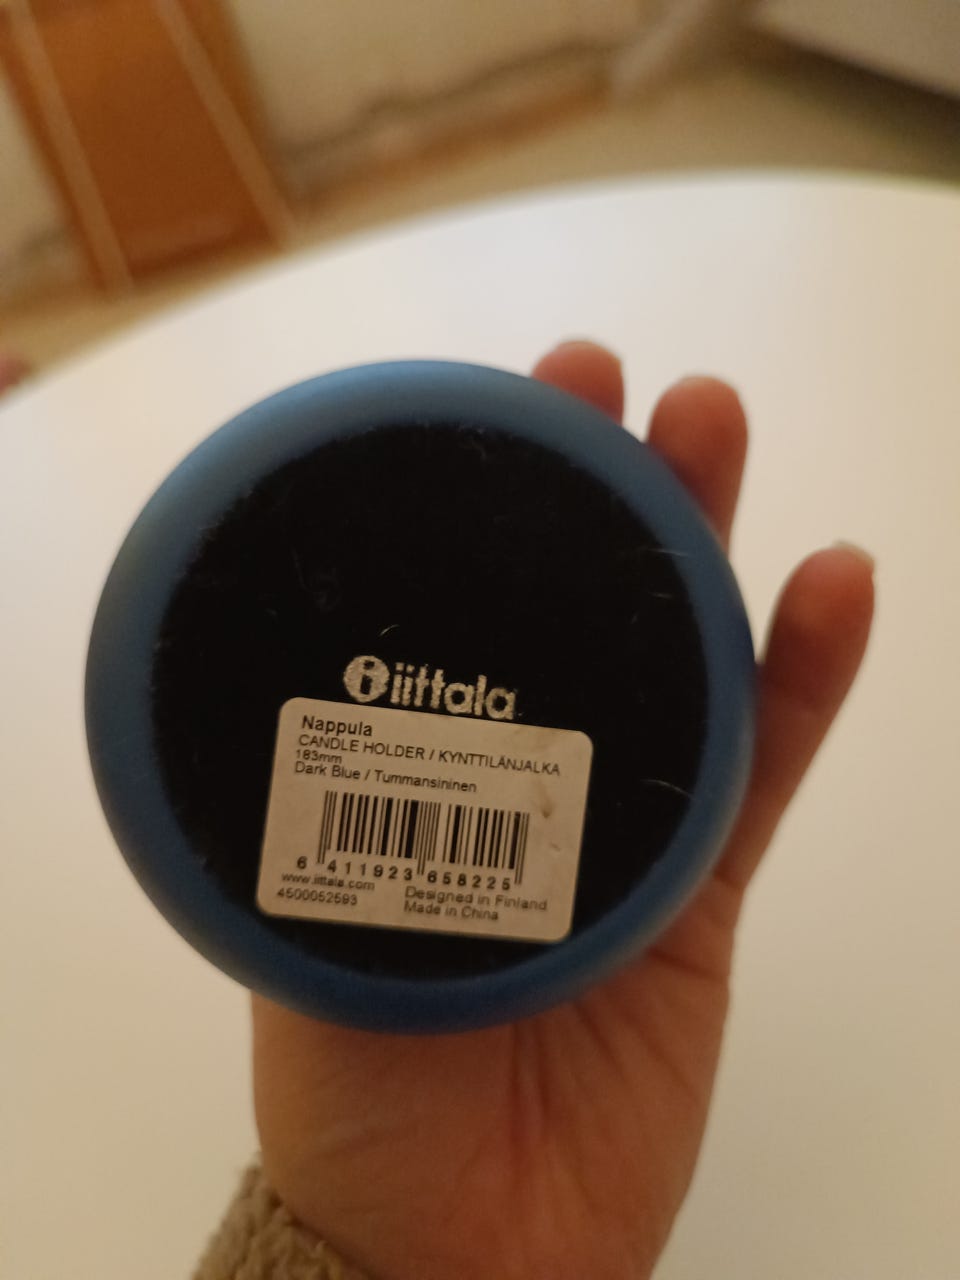 iittala
Nappula
CANDLE HOLDER / KYNTTILÄNJALKA
183mm
Dark Blue / Tummansininen
6 411923 658225
www.iittala.com
4500052593
Designed in Finland
Made in China